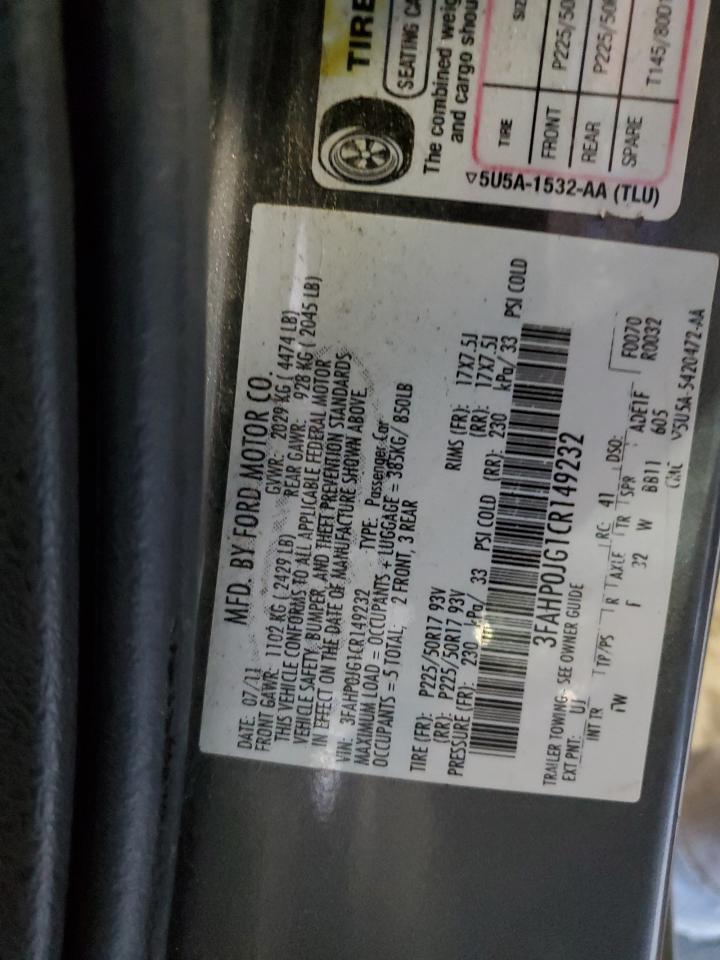 TIRE
SEATING CA
The combined weig
and cargo shou
TIRE SIZ
FRONT P225/50
REAR P225/50
SPARE T145/80
5U5A-1532-AA (TLU)
MFD. BY FORD MOTOR CO.
DATE: 07/11 GVWR: 2029 KG ( 4474 LB)
FRONT GAWR: 1102 KG ( 2429 LB) REAR GAWR: 928 KG ( 2045 LB)
THIS VEHICLE CONFORMS TO ALL APPLICABLE FEDERAL MOTOR
VEHICLE SAFETY, BUMPER, AND THEFT PREVENTION STANDARDS
IN EFFECT ON THE DATE OF MANUFACTURE SHOWN ABOVE
VIN: 3FAHP0JG1CR149232 TYPE: Passenger Car
MAXIMUM LOAD = OCCUPANTS + LUGGAGE = 385KG/ 850LB
OCCUPANTS = 5 TOTAL, 2 FRONT, 3 REAR
TIRE (FR): P225/50R17 93V RIMS (FR): 17X7.5J
(RR): P225/50R17 93V (RR): 17X7.5J
PRESSURE (FR): 230 kPa/ 33 PSI COLD (RR): 230 kPa/ 33 PSI COLD
3FAHP0JG1CR149232
TRAILER TOWING- SEE OWNER GUIDE
EXT PNT: UJ RC: 41 DSO: F0070
INT TR TP/PS R AXLE TR SPR ADE1F R0032
W F 32 W BB11 605
5U5A-5420472-AA